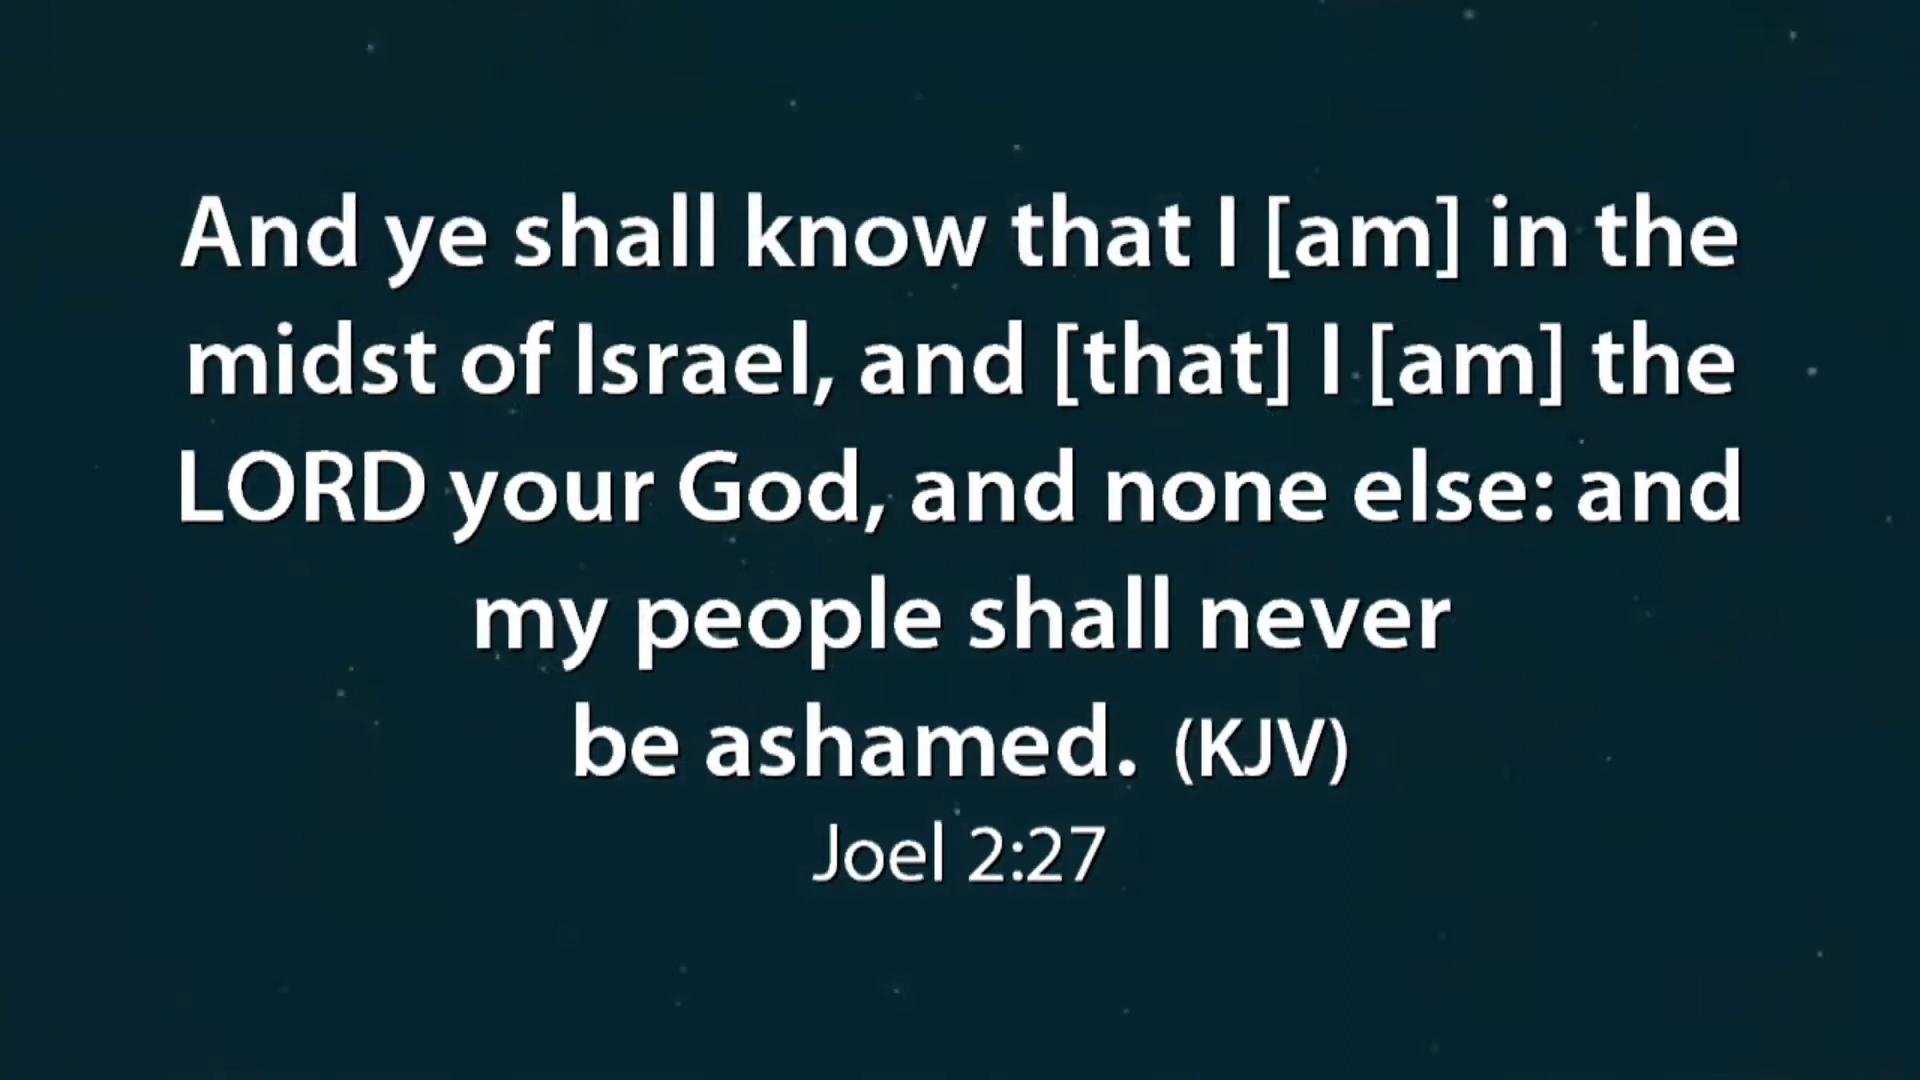 And ye shall know that I [am] in the
midst of Israel, and [that] I [am] the
LORD your God, and none else: and
my people shall never
be ashamed. (KJV)
Joel 2:27